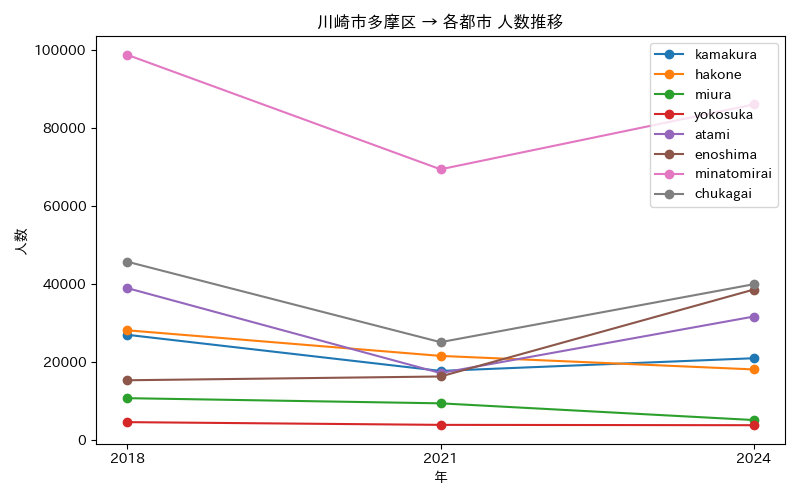 川崎市多摩区 → 各都市 人数推移
100000
80000
60000
40000
20000
0
人数
2018
2021
2024
年
kamakura
hakone
miura
yokosuka
atami
enoshima
minatomirai
chukagai